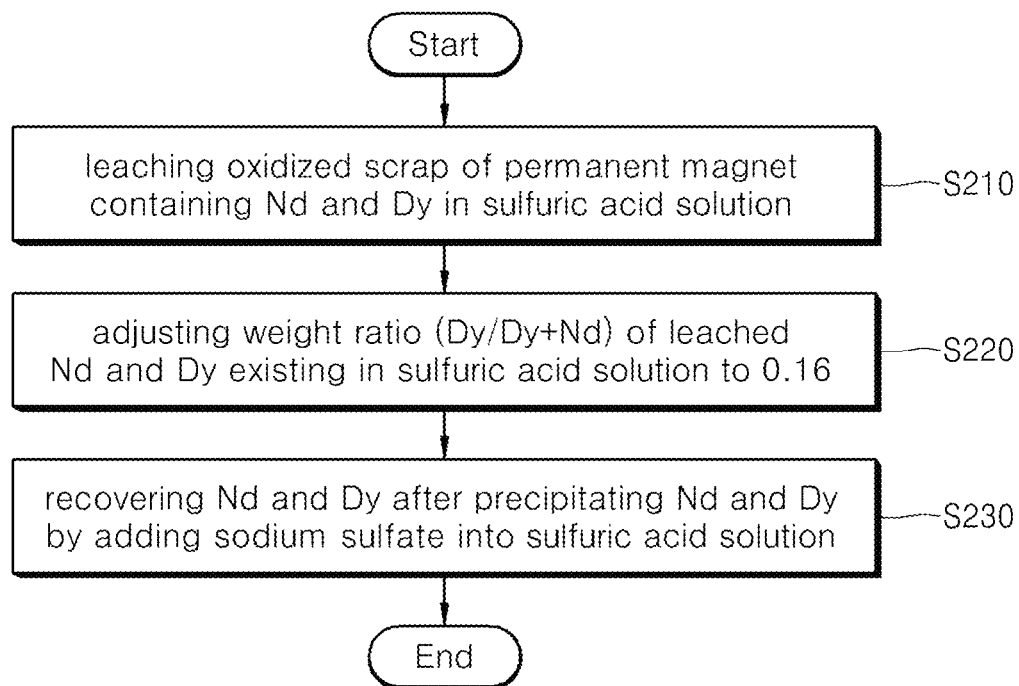 Start
leaching oxidized scrap of permanent magnet
containing Nd and Dy in sulfuric acid solution
S210
adjusting weight ratio (Dy/Dy+Nd) of leached
Nd and Dy existing in sulfuric acid solution to 0.16
S220
recovering Nd and Dy after precipitating Nd and Dy
by adding sodium sulfate into sulfuric acid solution
S230
End